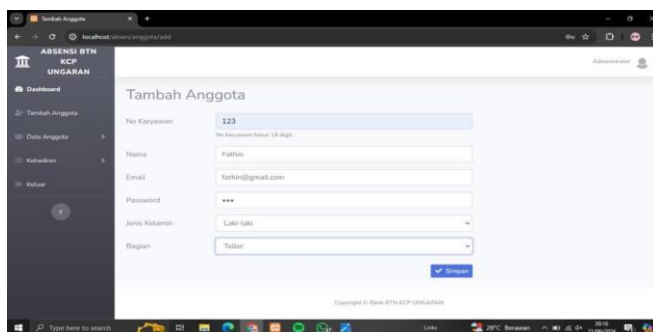 Tambah Anggota
localhost/absen/anggota/add
ABSENSI BTN
KCP
UNGARAN
Administrator
Dashboard
Tambah Anggota
Data Anggota
Kehadiran
Keluar
Tambah Anggota
No Karyawan
123
No karyawan harus 18 digit.
Nama
Fathin
Email
fathin@gmail.com
Password
•••
Jenis Kelamin
Laki-laki
Bagian
Teller
Simpan
Copyright © Bank BTN KCP UNGARAN
Type here to search
Links
28°C Berawan